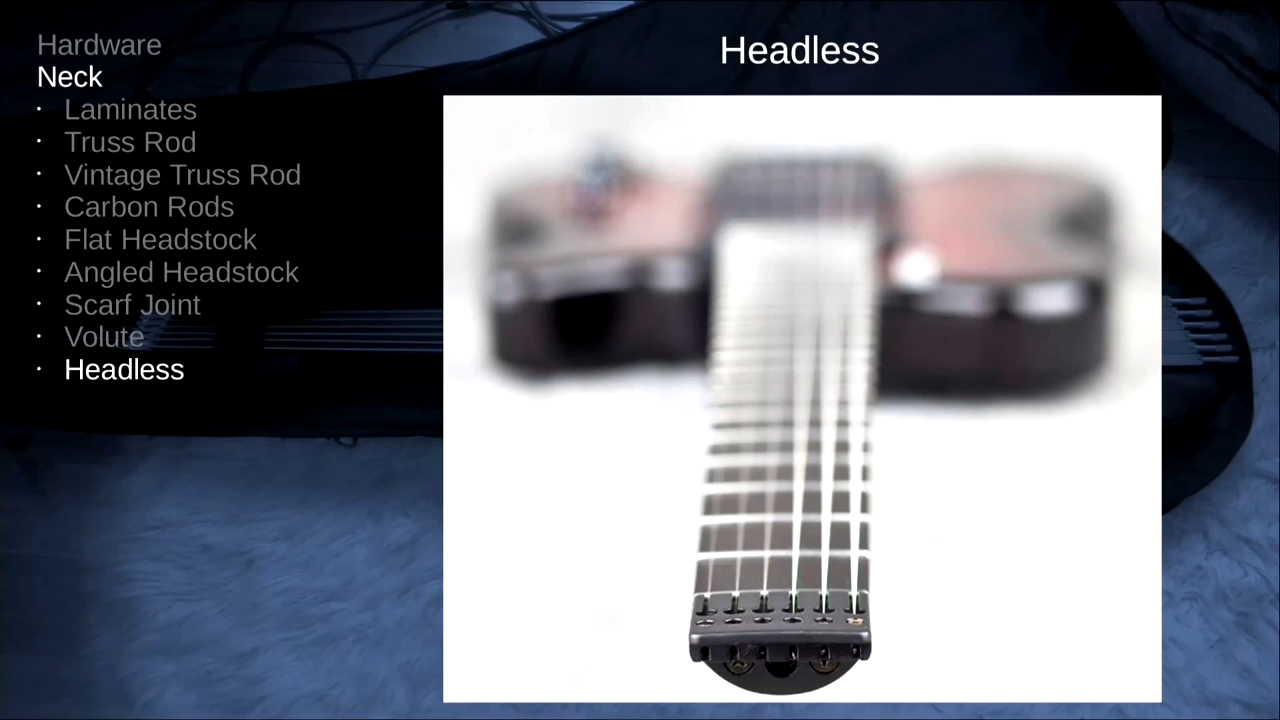 Hardware
Neck
· Laminates
· Truss Rod
· Vintage Truss Rod
· Carbon Rods
· Flat Headstock
· Angled Headstock
· Scarf Joint
· Volute
· Headless
Headless